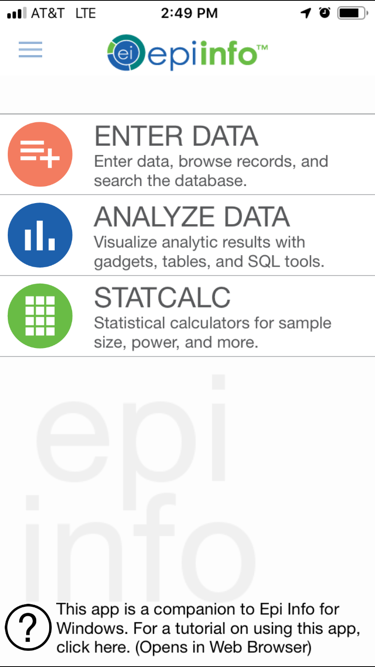 AT&T LTE 2:49 PM
ei epi info™
ENTER DATA
Enter data, browse records, and
search the database.
ANALYZE DATA
Visualize analytic results with
gadgets, tables, and SQL tools.
STATCALC
Statistical calculators for sample
size, power, and more.
epi
info
? This app is a companion to Epi Info for
Windows. For a tutorial on using this app,
click here. (Opens in Web Browser)